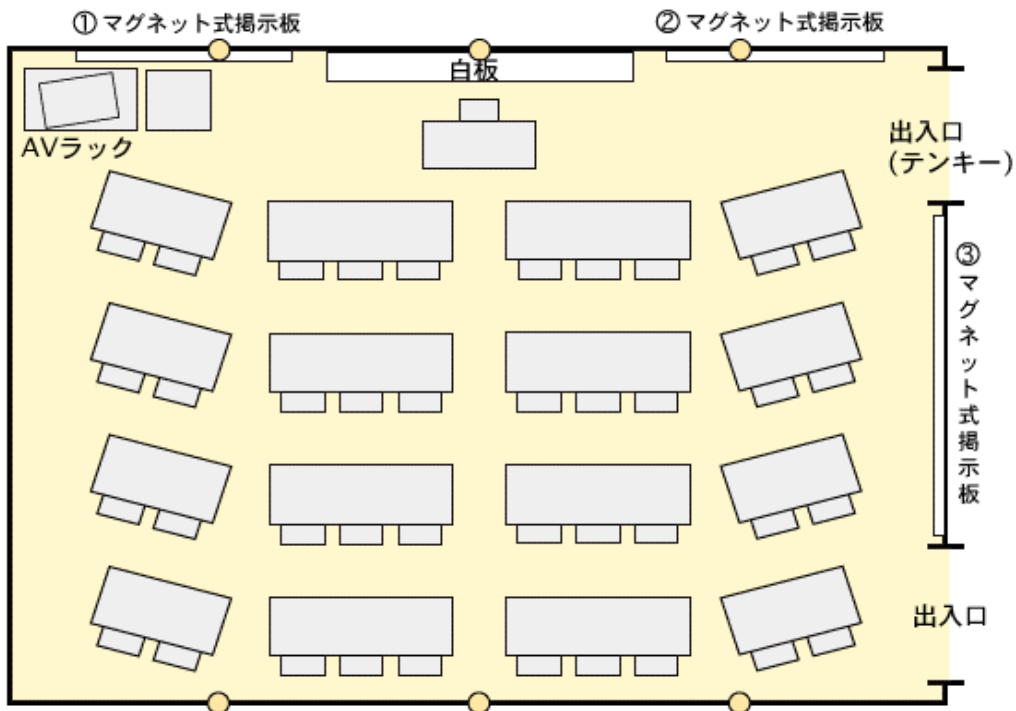 ① マグネット式掲示板
② マグネット式掲示板
白板
AVラック
出入口
(テンキー)
③マグネット式掲示板
出入口